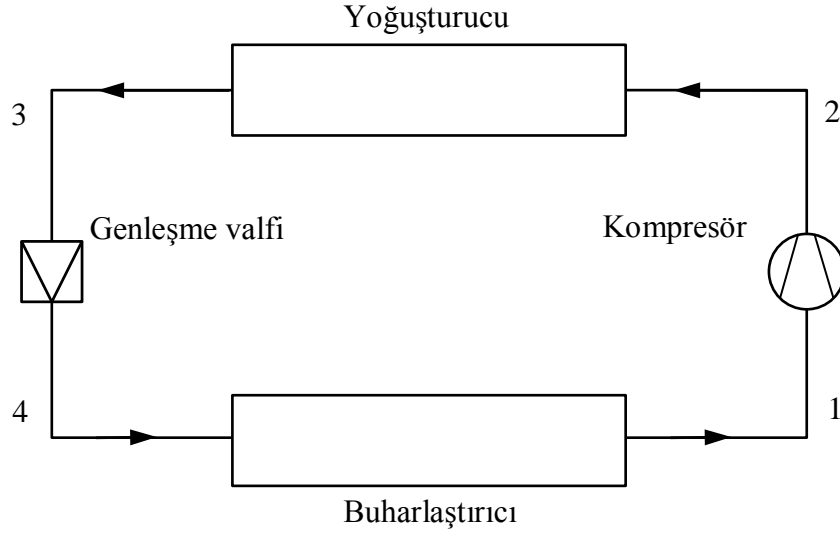 Yoğuşturucu
3
2
Genleşme valfi
Kompresör
4
1
Buharlaştırıcı